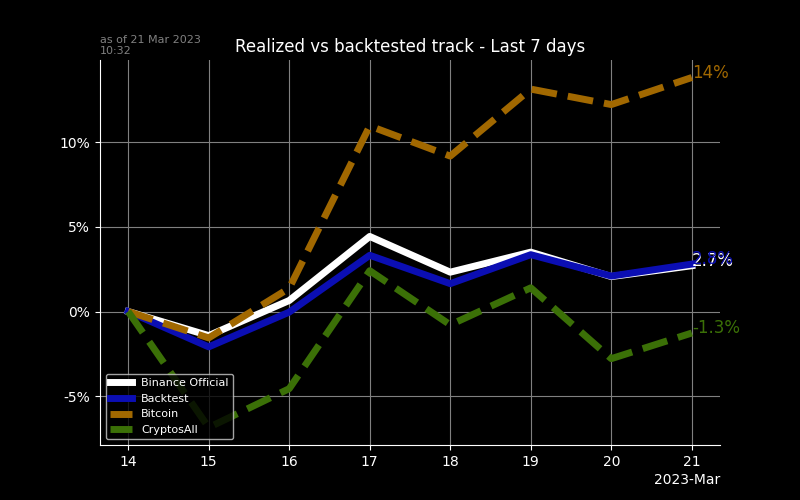 as of 21 Mar 2023
10:32
Realized vs backtested track - Last 7 days
14%
10%
5%
2.7%
0%
-1.3%
-5%
Binance Official
Backtest
Bitcoin
CryptosAll
14 15 16 17 18 19 20 21
2023-Mar